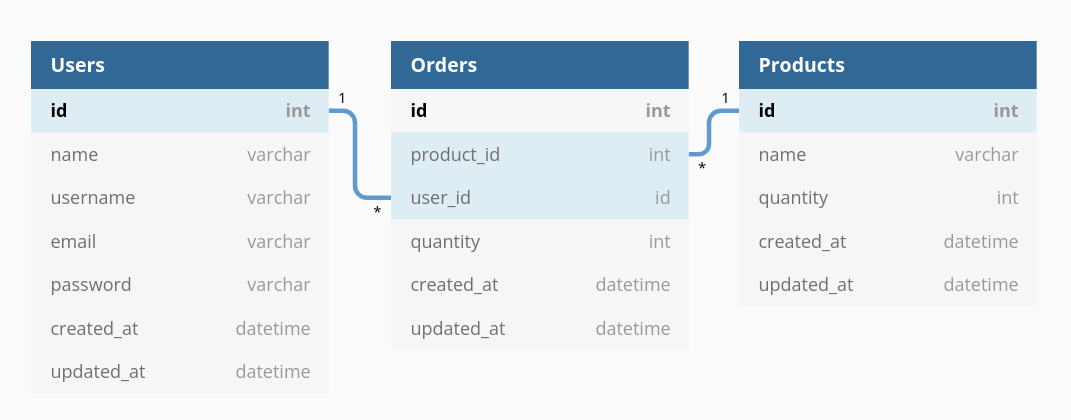 Users
id int
name varchar
username varchar
email varchar
password varchar
created_at datetime
updated_at datetime
1
*
Orders
id int
product_id int
user_id id
quantity int
created_at datetime
updated_at datetime
1
*
Products
id int
name varchar
quantity int
created_at datetime
updated_at datetime